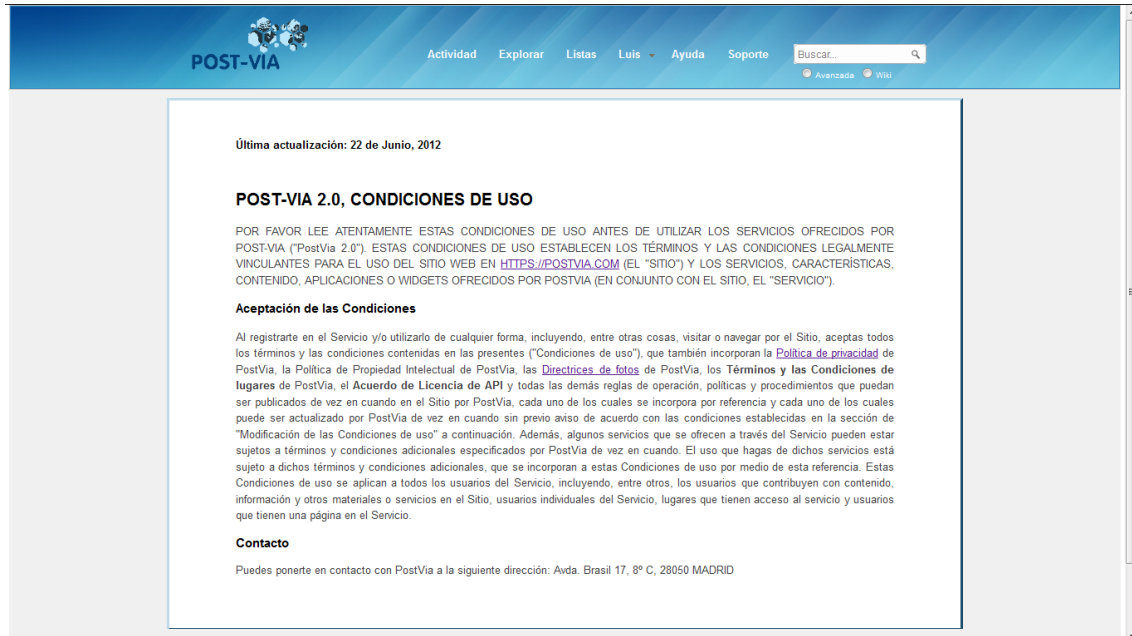 POST-VIA
Actividad Explorar Listas Luis Ayuda Soporte Buscar...
Avanzada Wiki
Última actualización: 22 de Junio, 2012
POST-VIA 2.0, CONDICIONES DE USO
POR FAVOR LEE ATENTAMENTE ESTAS CONDICIONES DE USO ANTES DE UTILIZAR LOS SERVICIOS OFRECIDOS POR
POST-VIA ("PostVia 2.0"). ESTAS CONDICIONES DE USO ESTABLECEN LOS TÉRMINOS Y LAS CONDICIONES LEGALMENTE
VINCULANTES PARA EL USO DEL SITIO WEB EN HTTPS://POSTVIA.COM (EL "SITIO") Y LOS SERVICIOS, CARACTERÍSTICAS,
CONTENIDO, APLICACIONES O WIDGETS OFRECIDOS POR POSTVIA (EN CONJUNTO CON EL SITIO, EL "SERVICIO").
Aceptación de las Condiciones
Al registrarte en el Servicio y/o utilizarlo de cualquier forma, incluyendo, entre otras cosas, visitar o navegar por el Sitio, aceptas todos
los términos y las condiciones contenidas en las presentes ("Condiciones de uso"), que también incorporan la Política de privacidad de
PostVia, la Política de Propiedad Intelectual de PostVia, las Directrices de fotos de PostVia, los Términos y las Condiciones de
lugares de PostVia, el Acuerdo de Licencia de API y todas las demás reglas de operación, políticas y procedimientos que puedan
ser publicados de vez en cuando en el Sitio por PostVia, cada uno de los cuales se incorpora por referencia y cada uno de los cuales
puede ser actualizado por PostVia de vez en cuando sin previo aviso de acuerdo con las condiciones establecidas en la sección de
"Modificación de las Condiciones de uso" a continuación. Además, algunos servicios que se ofrecen a través del Servicio pueden estar
sujetos a términos y condiciones adicionales especificados por PostVia de vez en cuando. El uso que hagas de dichos servicios está
sujeto a dichos términos y condiciones adicionales, que se incorporan a estas Condiciones de uso por medio de esta referencia. Estas
Condiciones de uso se aplican a todos los usuarios del Servicio, incluyendo, entre otros, los usuarios que contribuyen con contenido,
información y otros materiales o servicios en el Sitio, usuarios individuales del Servicio, lugares que tienen acceso al servicio y usuarios
que tienen una página en el Servicio.
Contacto
Puedes ponerte en contacto con PostVia a la siguiente dirección: Avda. Brasil 17, 8º C, 28050 MADRID